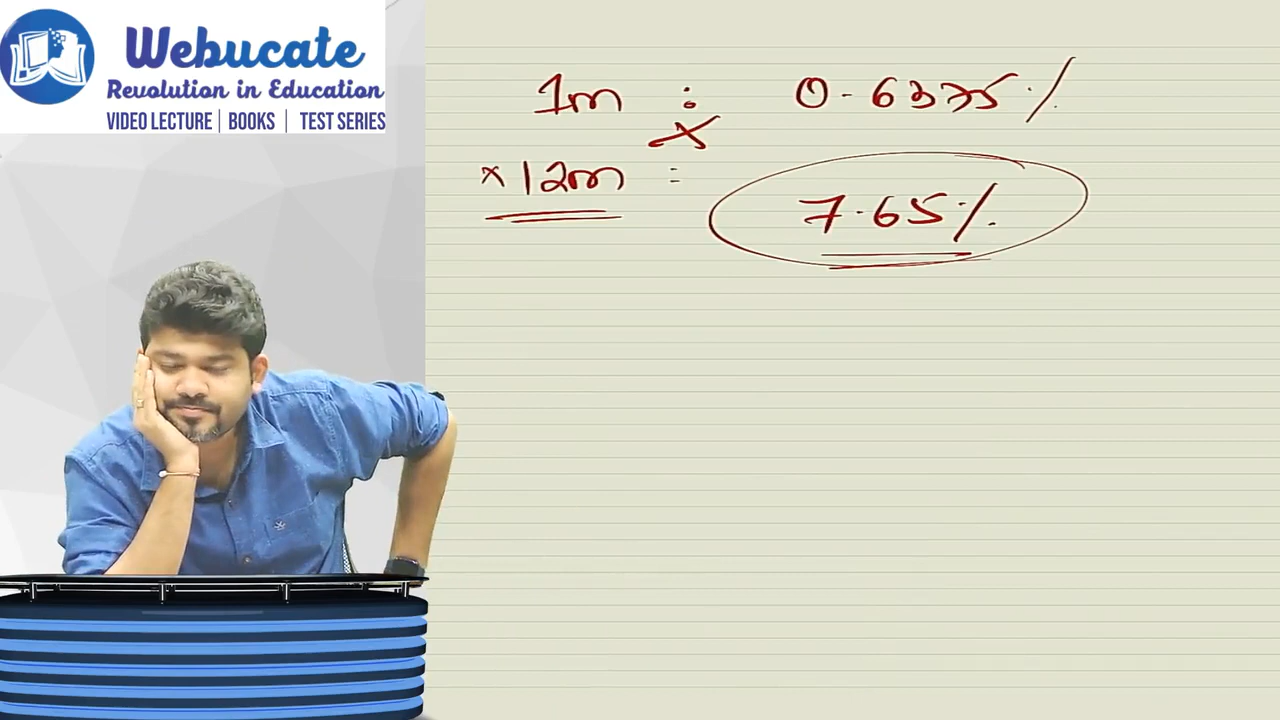 Webucate
Revolution in Education
VIDEO LECTURE | BOOKS | TEST SERIES
1m : 0.6375%
x 12m = 7.65%